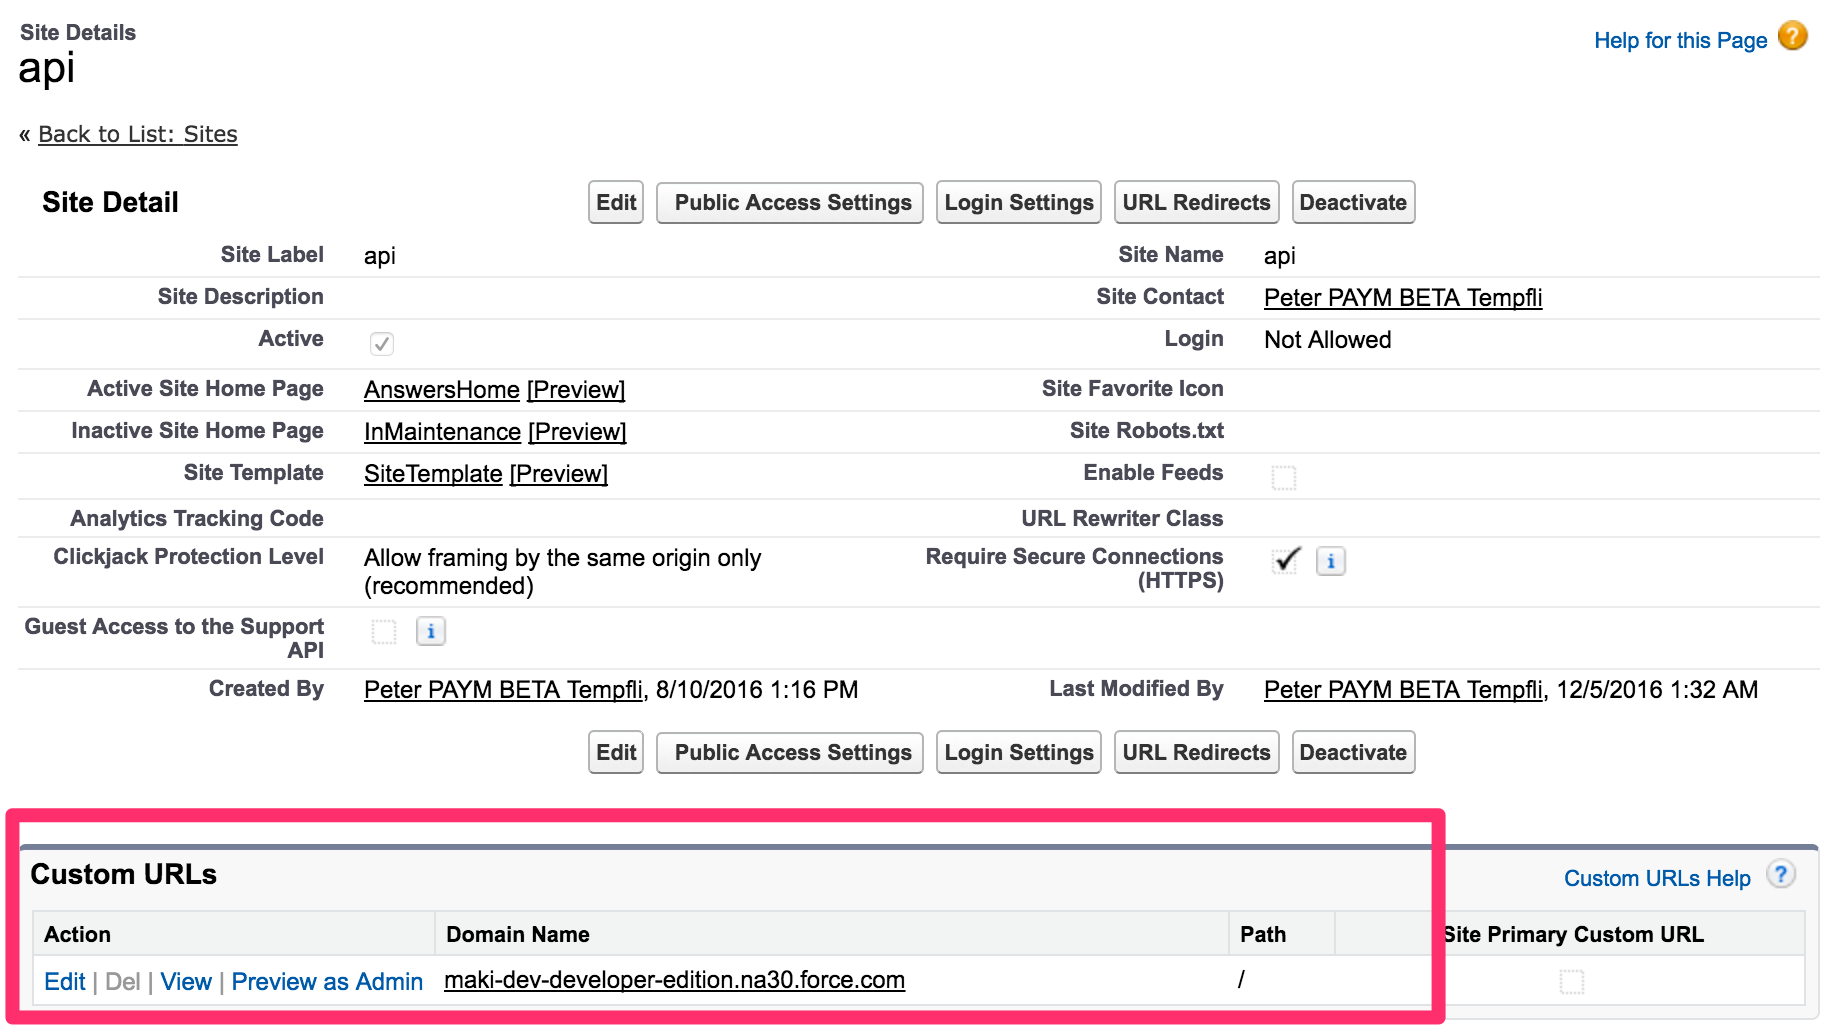 Site Details
Help for this Page ?
api
« Back to List: Sites
Site Detail
Edit Public Access Settings Login Settings URL Redirects Deactivate
Site Label api Site Name api
Site Description Site Contact Peter PAYM BETA Tempfli
Active Login Not Allowed
Active Site Home Page AnswersHome [Preview] Site Favorite Icon
Inactive Site Home Page InMaintenance [Preview] Site Robots.txt
Site Template SiteTemplate [Preview] Enable Feeds
Analytics Tracking Code URL Rewriter Class
Clickjack Protection Level Allow framing by the same origin only Require Secure Connections i
(recommended) (HTTPS)
Guest Access to the Support i
API
Created By Peter PAYM BETA Tempfli, 8/10/2016 1:16 PM Last Modified By Peter PAYM BETA Tempfli, 12/5/2016 1:32 AM
Edit Public Access Settings Login Settings URL Redirects Deactivate
Custom URLs Custom URLs Help ?
Action Domain Name Path Site Primary Custom URL
Edit | Del | View | Preview as Admin maki-dev-developer-edition.na30.force.com /